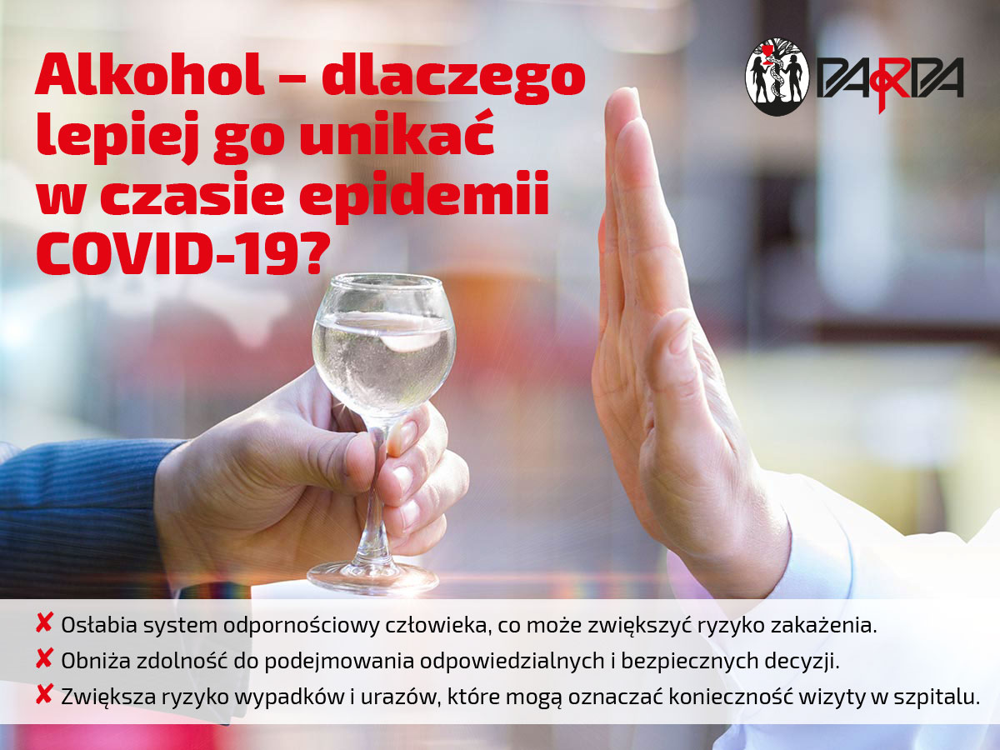 Alkohol – dlaczego
lepiej go unikać
w czasie epidemii
COVID-19?
PARPA
✘ Osłabia system odpornościowy człowieka, co może zwiększyć ryzyko zakażenia.
✘ Obniża zdolność do podejmowania odpowiedzialnych i bezpiecznych decyzji.
✘ Zwiększa ryzyko wypadków i urazów, które mogą oznaczać konieczność wizyty w szpitalu.